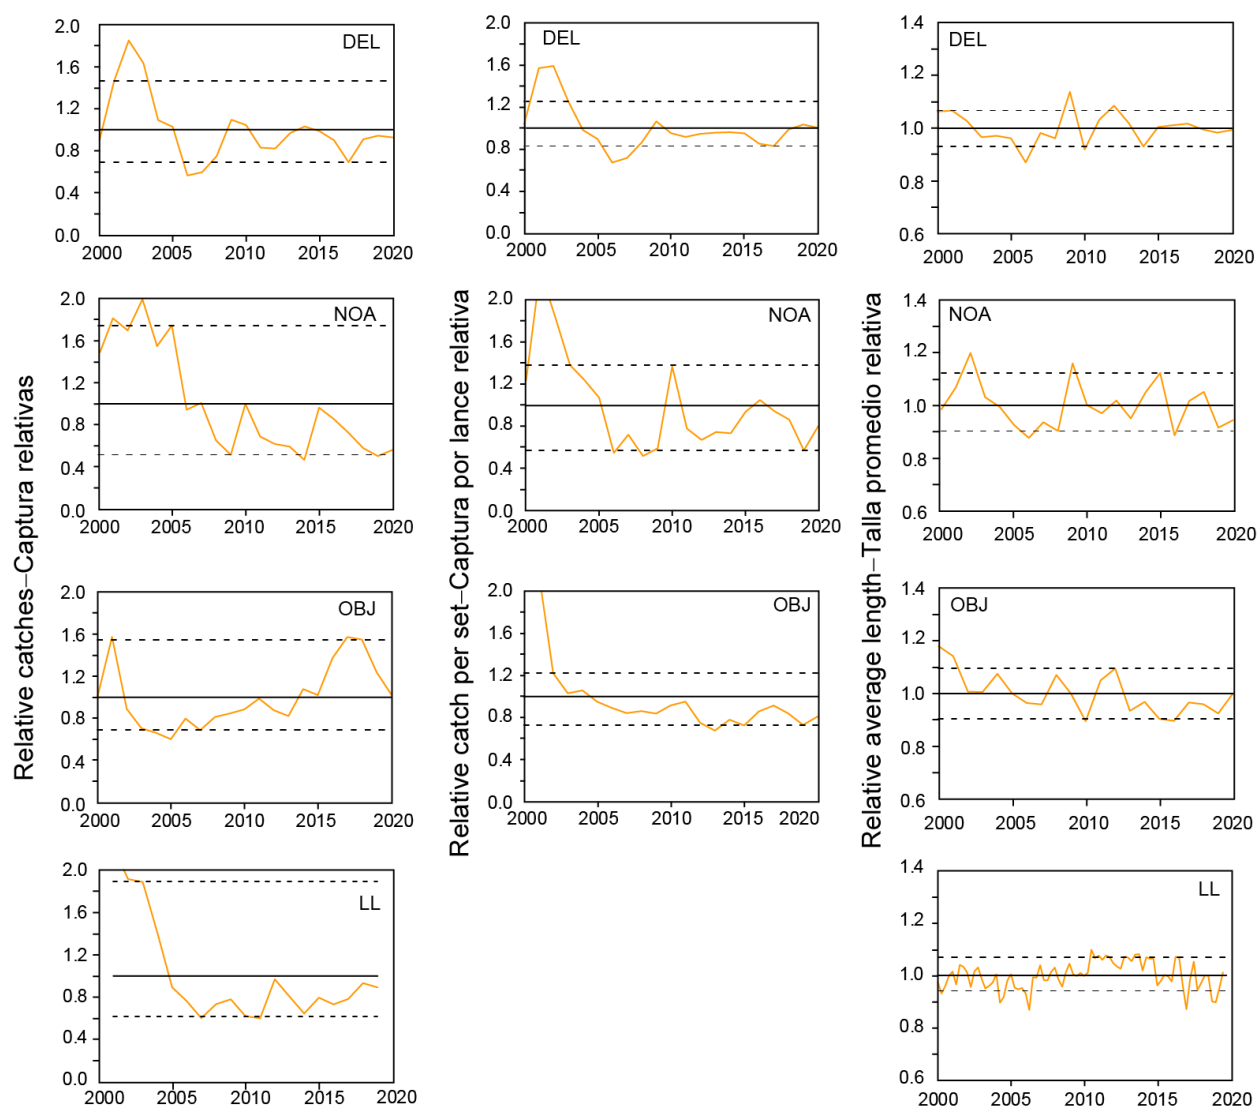 Relative catches–Captura relativas
DEL
2.0
1.6
1.2
0.8
0.4
0.0
2000 2005 2010 2015 2020
NOA
2.0
1.6
1.2
0.8
0.4
0.0
2000 2005 2010 2015 2020
OBJ
2.0
1.6
1.2
0.8
0.4
0.0
2000 2005 2010 2015 2020
LL
2.0
1.6
1.2
0.8
0.4
0.0
2000 2005 2010 2015 2020
Relative catch per set–Captura por lance relativa
DEL
2.0
1.6
1.2
0.8
0.4
0.0
2000 2005 2010 2015 2020
NOA
2.0
1.6
1.2
0.8
0.4
0.0
2000 2005 2010 2015 2020
OBJ
2.0
1.6
1.2
0.8
0.4
0.0
2000 2005 2010 2015 2020
Relative average length–Talla promedio relativa
DEL
1.4
1.2
1.0
0.8
0.6
2000 2005 2010 2015 2020
NOA
1.4
1.2
1.0
0.8
0.6
2000 2005 2010 2015 2020
OBJ
1.4
1.2
1.0
0.8
0.6
2000 2005 2010 2015 2020
LL
1.4
1.2
1.0
0.8
0.6
2000 2005 2010 2015 2020